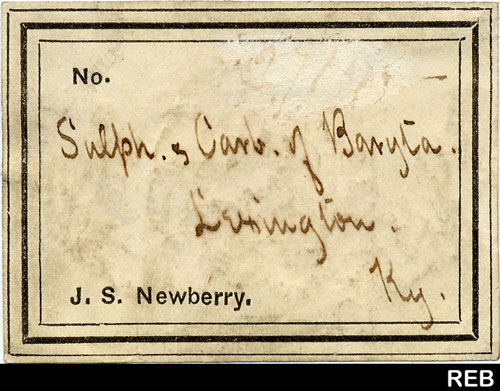 No.
Sulph. & Carb. of Baryta.
Lexington.
Ky.
J. S. Newberry.
REB